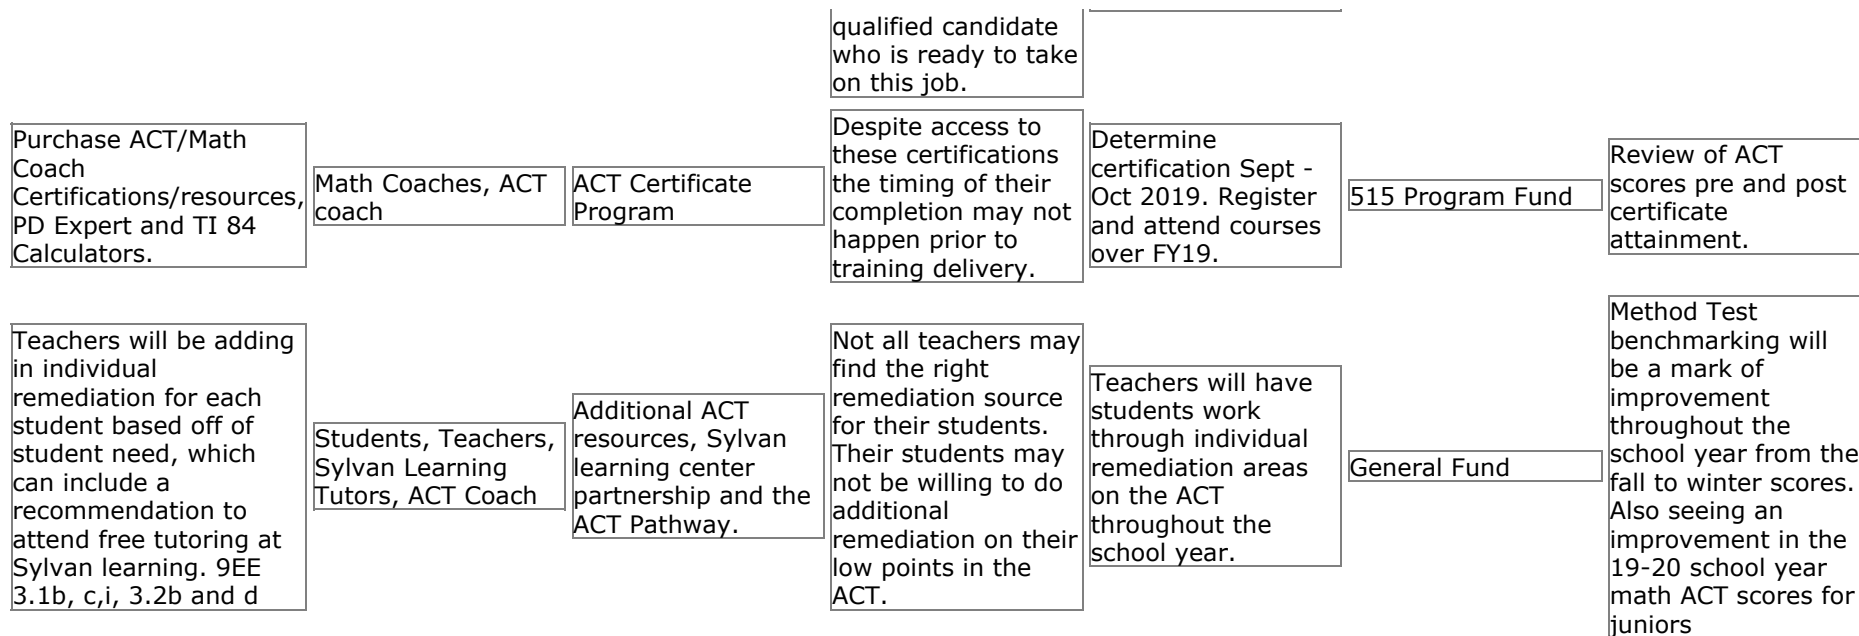 qualified candidate
who is ready to take
on this job.
Purchase ACT/Math
Coach
Certifications/resources,
PD Expert and TI 84
Calculators.
Math Coaches, ACT
coach
ACT Certificate
Program
Despite access to
these certifications
the timing of their
completion may not
happen prior to
training delivery.
Determine
certification Sept -
Oct 2019. Register
and attend courses
over FY19.
515 Program Fund
Review of ACT
scores pre and post
certificate
attainment.
Teachers will be adding
in individual
remediation for each
student based off of
student need, which
can include a
recommendation to
attend free tutoring at
Sylvan learning. 9EE
3.1b, c,i, 3.2b and d
Students, Teachers,
Sylvan Learning
Tutors, ACT Coach
Additional ACT
resources, Sylvan
learning center
partnership and the
ACT Pathway.
Not all teachers may
find the right
remediation source
for their students.
Their students may
not be willing to do
additional
remediation on their
low points in the
ACT.
Teachers will have
students work
through individual
remediation areas
on the ACT
throughout the
school year.
General Fund
Method Test
benchmarking will
be a mark of
improvement
throughout the
school year from the
fall to winter scores.
Also seeing an
improvement in the
19-20 school year
math ACT scores for
juniors